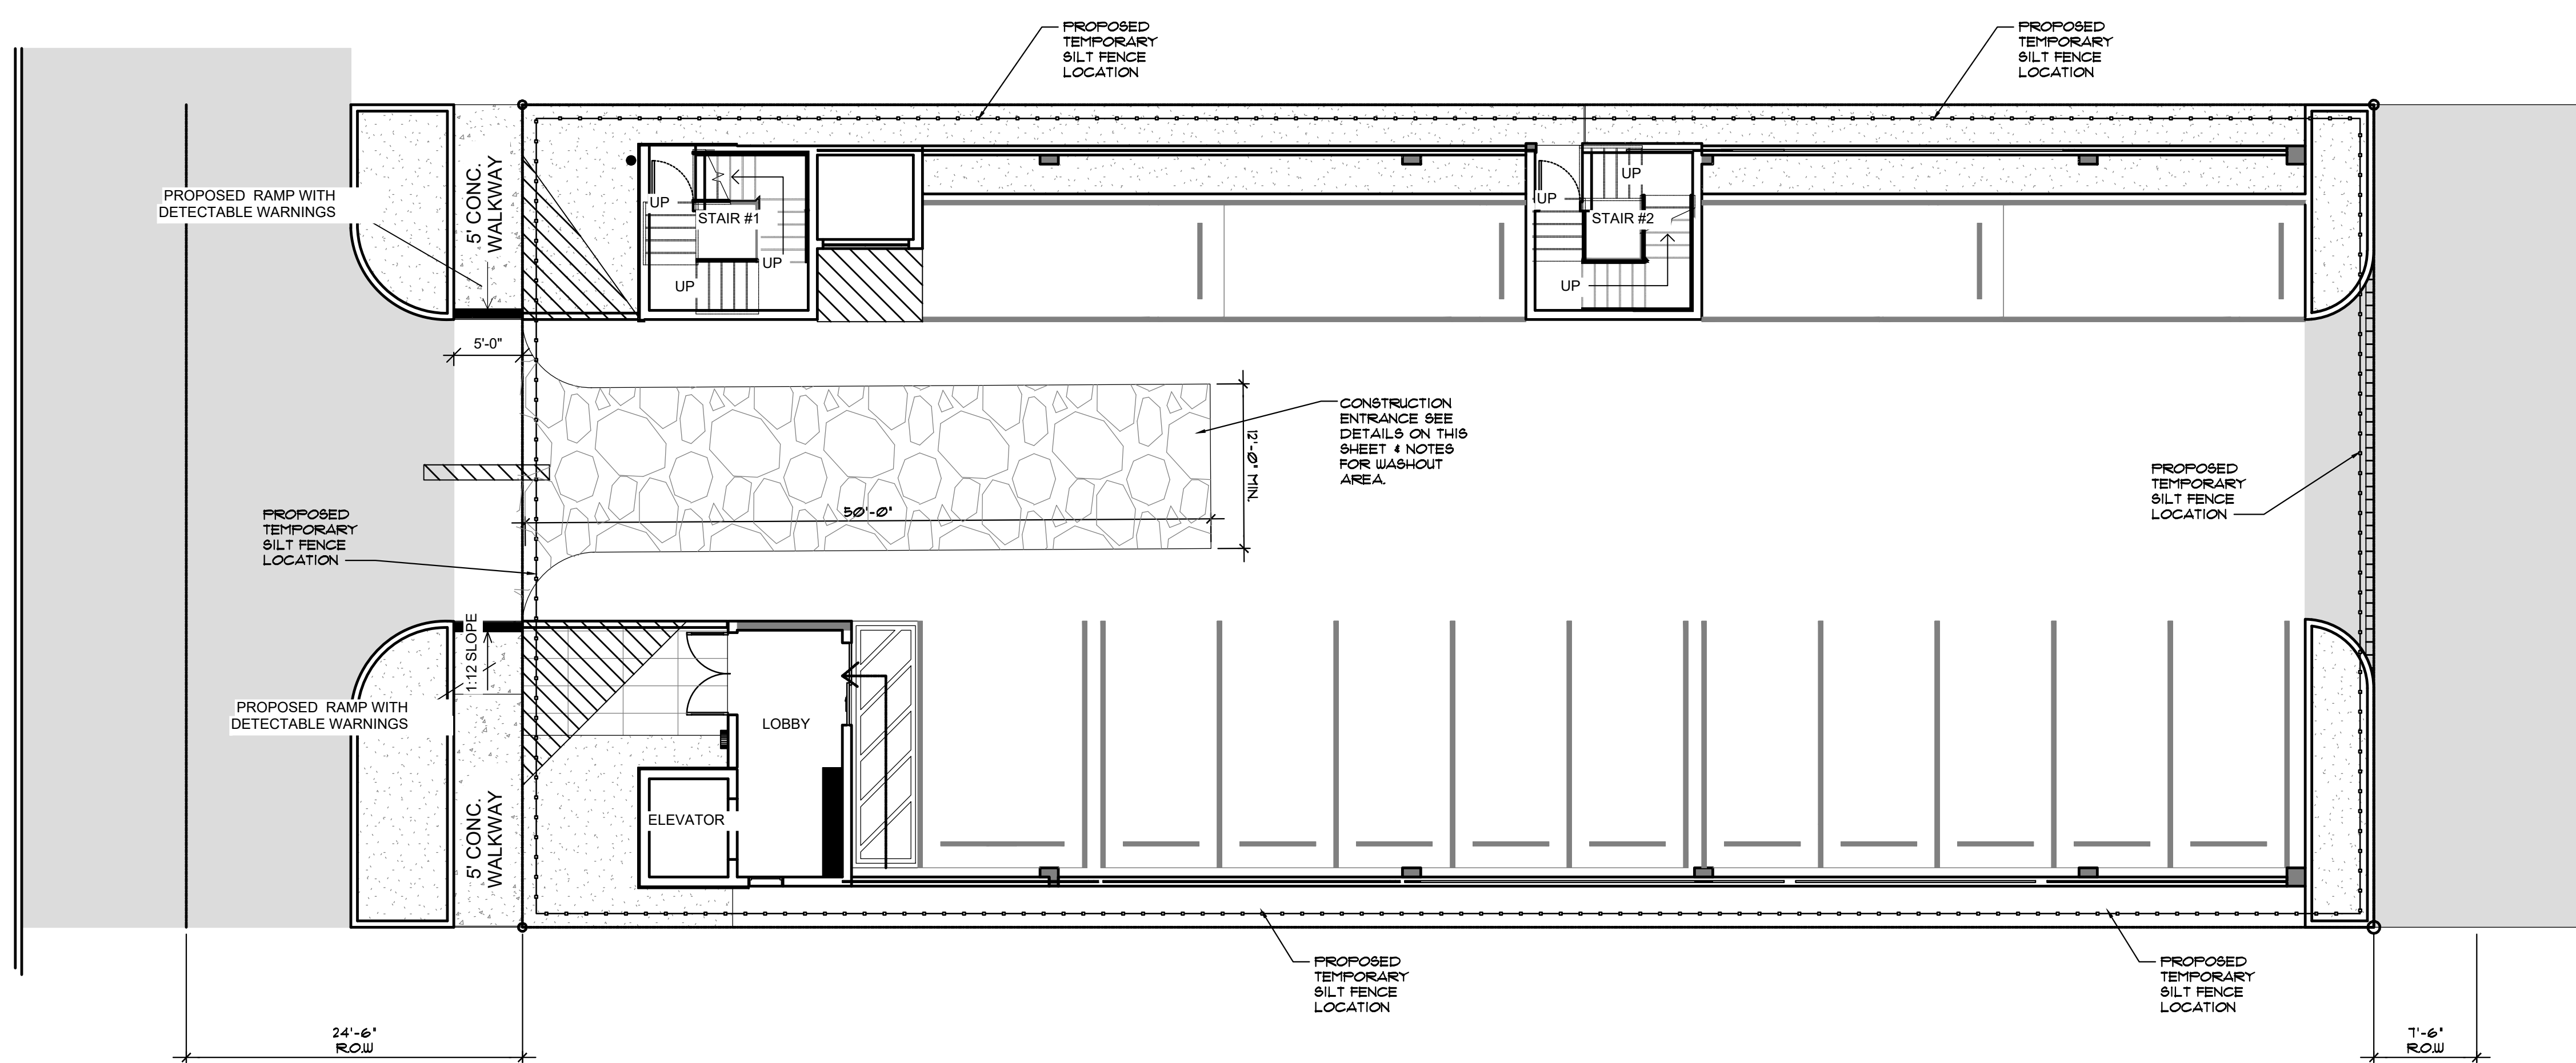 PROPOSED
TEMPORARY
SILT FENCE
LOCATION
PROPOSED
TEMPORARY
SILT FENCE
LOCATION
PROPOSED RAMP WITH
DETECTABLE WARNINGS
5' CONC.
WALKWAY
UP
STAIR #1
UP
UP
UP
UP
STAIR #2
UP
5'-0"
CONSTRUCTION
ENTRANCE SEE
DETAILS ON THIS
SHEET & NOTES
FOR WASHOUT
AREA.
12'-0" MIN.
50'-0"
PROPOSED
TEMPORARY
SILT FENCE
LOCATION
PROPOSED
TEMPORARY
SILT FENCE
LOCATION
1:12 SLOPE
PROPOSED RAMP WITH
DETECTABLE WARNINGS
LOBBY
5' CONC.
WALKWAY
ELEVATOR
PROPOSED
TEMPORARY
SILT FENCE
LOCATION
PROPOSED
TEMPORARY
SILT FENCE
LOCATION
24'-6"
R.O.W
7'-6"
R.O.W